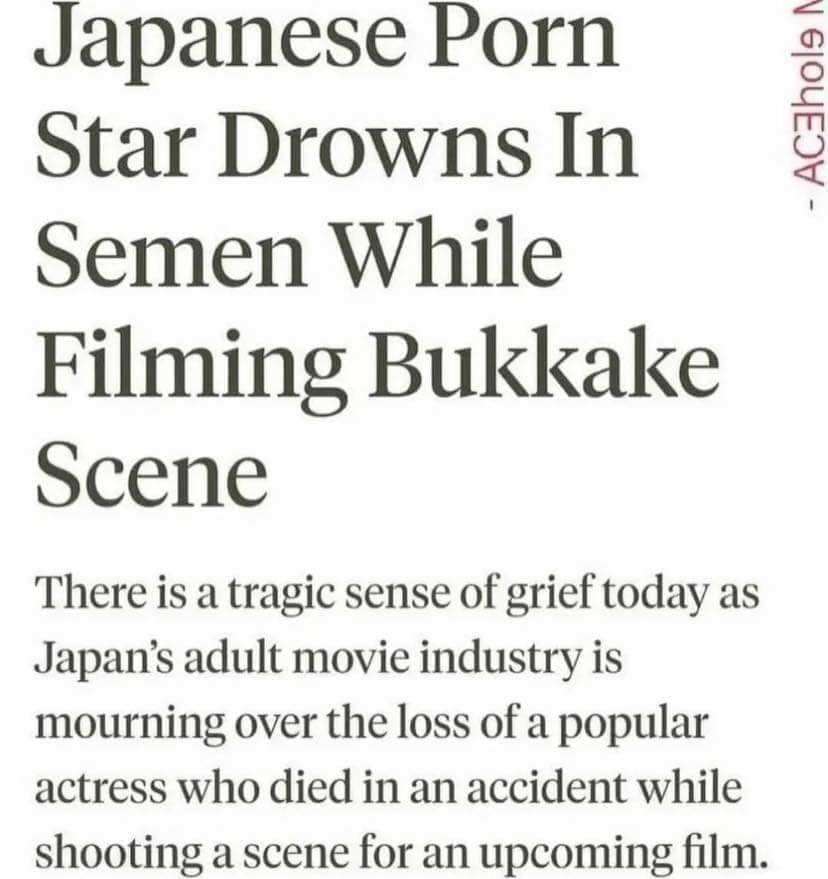 Japanese Porn
Star Drowns In
Semen While
Filming Bukkake
Scene
There is a tragic sense of grief today as
Japan's adult movie industry is
mourning over the loss of a popular
actress who died in an accident while
shooting a scene for an upcoming film.
- ACEhole